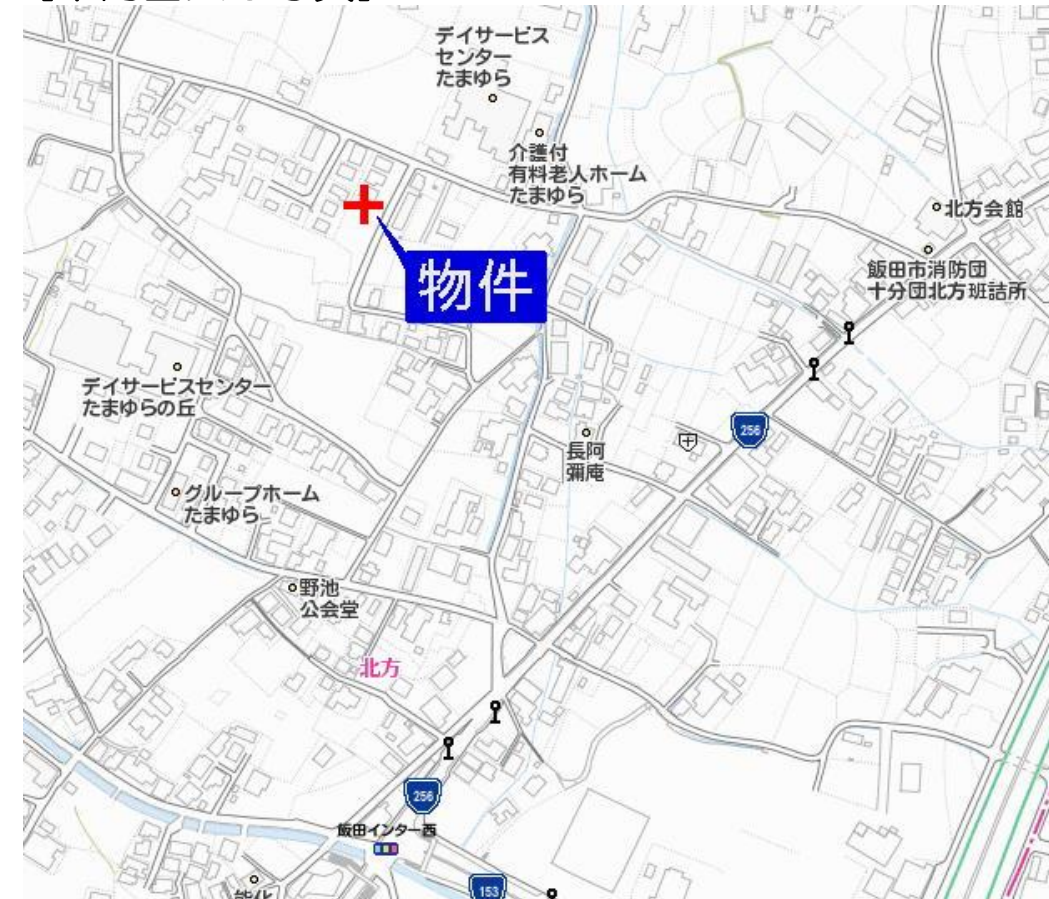 デイサービス
センター
たまゆら
介護付
有料老人ホーム
たまゆら
北方会館
飯田市消防団
十分団北方班詰所
物件
デイサービスセンター
たまゆらの丘
256
長阿
彌庵
グループホーム
たまゆら
野池
公会堂
北方
256
飯田インター西
153